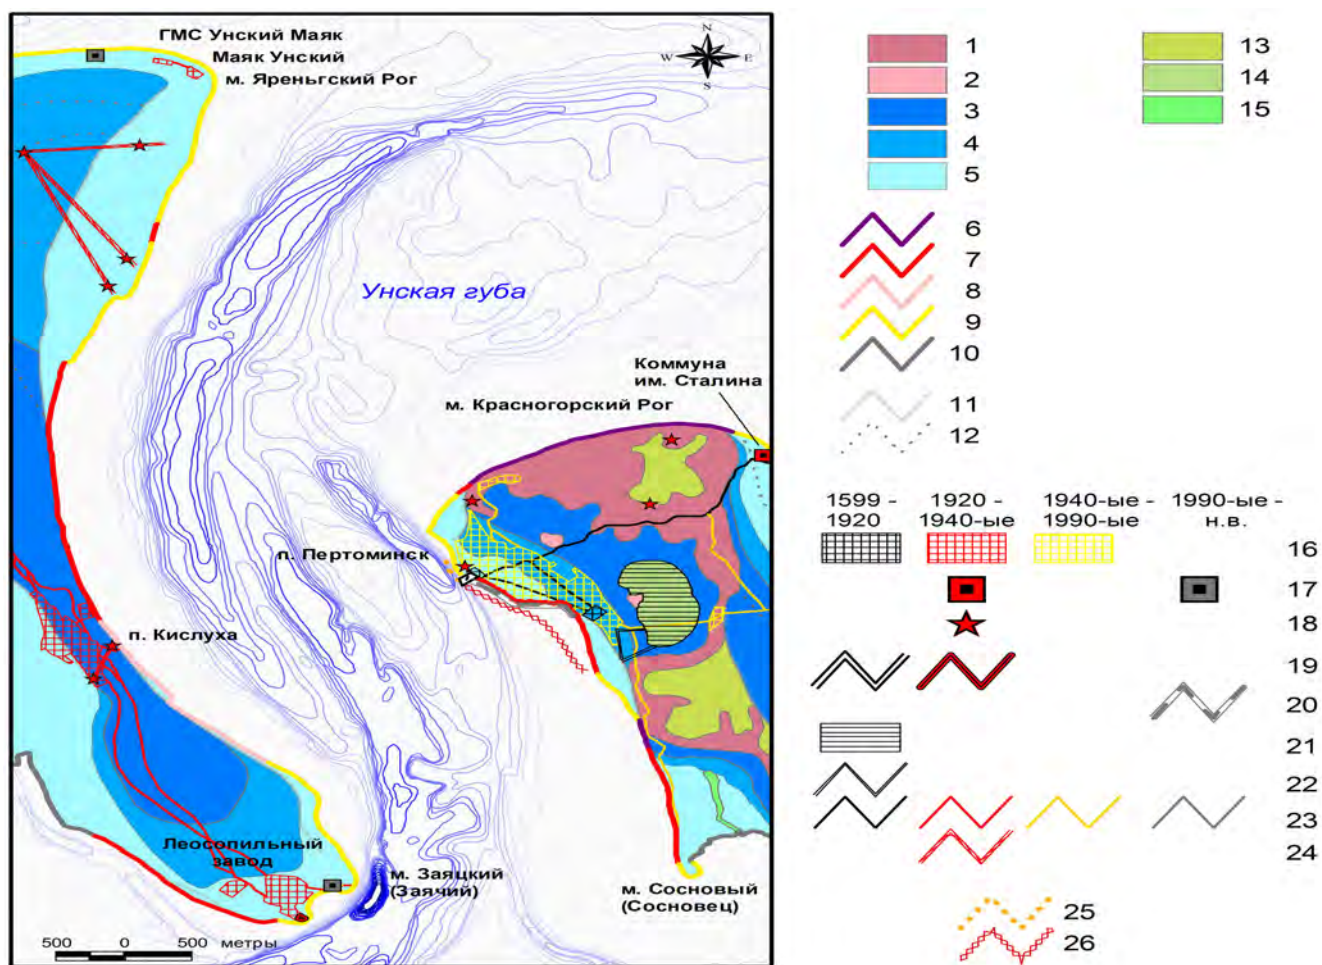 ГМС Унский Маяк
Маяк Унский
м. Яреньгский Рог
N
W
E
S
Унская губа
Коммуна
им. Сталина
м. Красногорский Рог
п. Пертоминск
п. Кислуха
Леосопильный
завод
м. Заяцкий
(Заячий)
м. Сосновый
(Сосновец)
500 0 500 метры
1
2
3
4
5
6
7
8
9
10
11
12
13
14
15
1599 -
1920
1920 -
1940-ые
1940-ые -
1990-ые
1990-ые -
н.в.
16
17
18
19
20
21
22
23
24
25
26